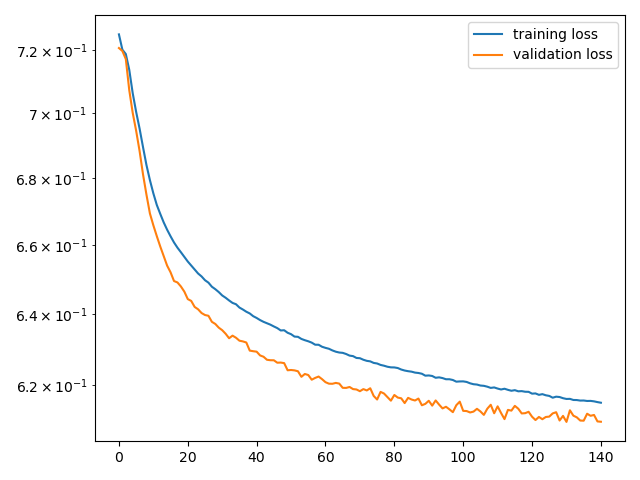 training loss
validation loss
7.2 × 10⁻¹
7 × 10⁻¹
6.8 × 10⁻¹
6.6 × 10⁻¹
6.4 × 10⁻¹
6.2 × 10⁻¹
0 20 40 60 80 100 120 140